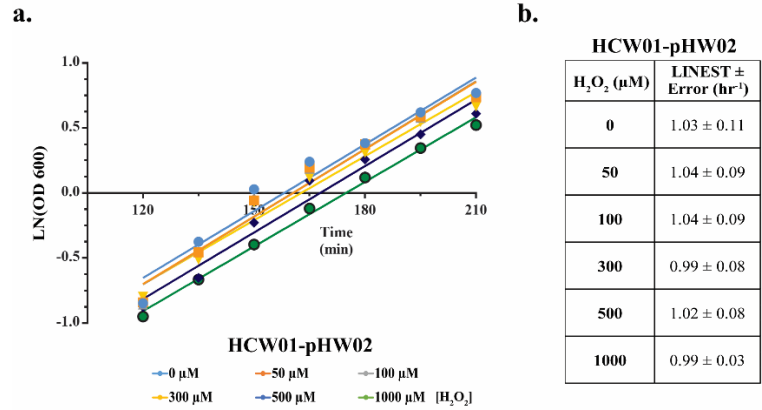 a.
1.0
0.5
0.0
-0.5
-1.0
LN(OD 600)
120
150
180
210
Time
(min)
HCW01-pHW02
0 µM
50 µM
100 µM
300 µM
500 µM
1000 µM [H₂O₂]
b.
HCW01-pHW02
H₂O₂ (µM) LINEST ± Error (hr⁻¹)
0 1.03 ± 0.11
50 1.04 ± 0.09
100 1.04 ± 0.09
300 0.99 ± 0.08
500 1.02 ± 0.08
1000 0.99 ± 0.03